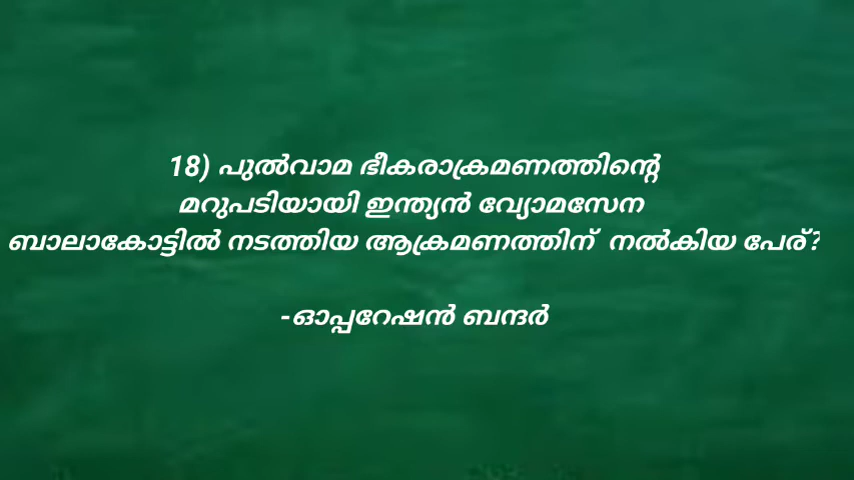 18) പുൽവാമ ഭീകരാക്രമണത്തിന്റെ
മറുപടിയായി ഇന്ത്യൻ വ്യോമസേന
ബാലാകോട്ടിൽ നടത്തിയ ആക്രമണത്തിന് നൽകിയ പേര്?
-ഓപ്പറേഷൻ ബന്ദർ